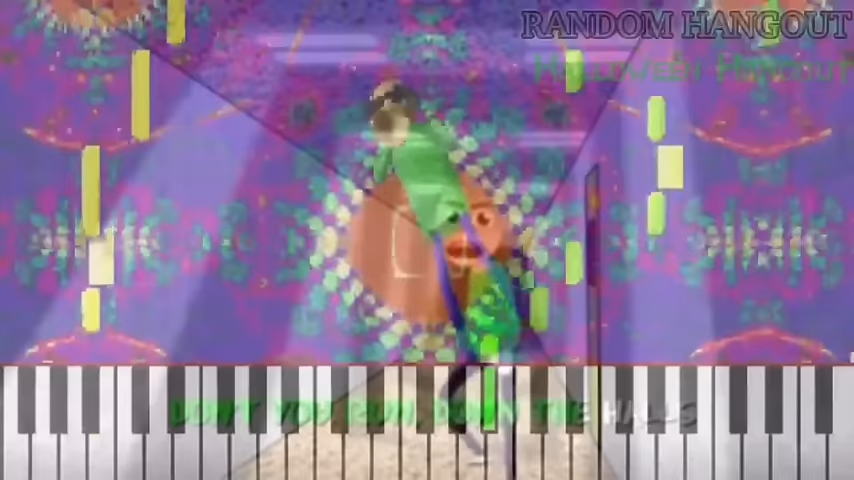 RANDOM HANGOUT
HALLOWEEN HANGOUT
DON'T YOU RUN DOWN THE HALLS